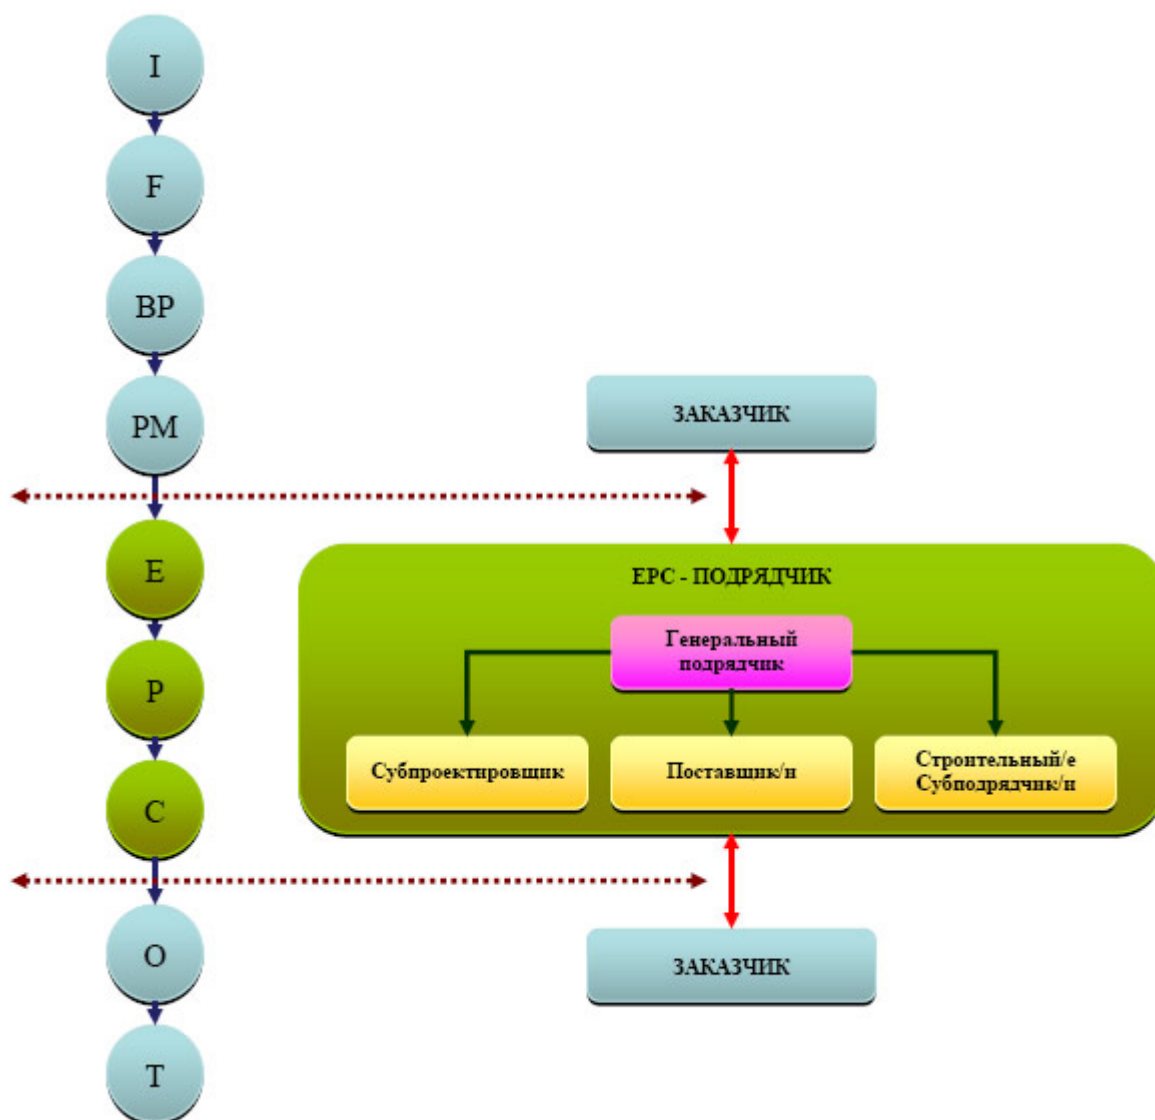 I
F
BP
PM
ЗАКАЗЧИК
E
EPC - ПОДРЯДЧИК
Генеральный
подрядчик
P
Субпроектировщик
Поставщик/и
Строительный/е
Субподрядчик/и
C
O
ЗАКАЗЧИК
T